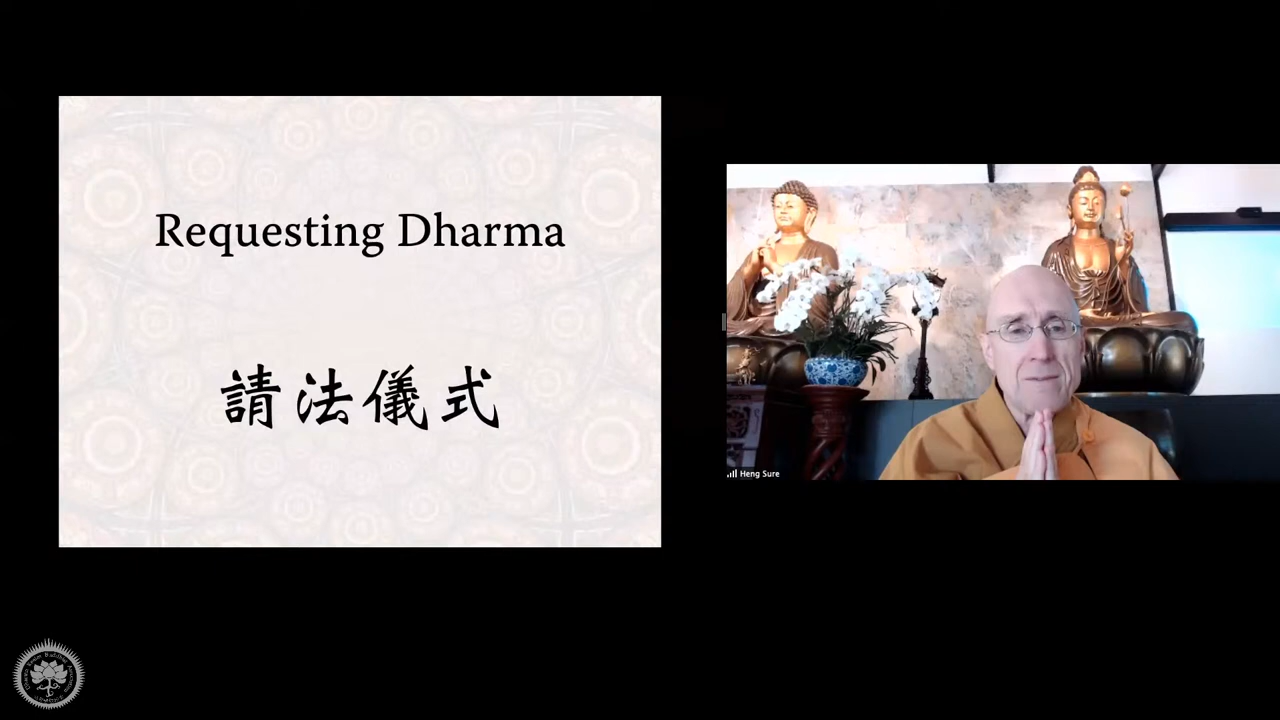 Requesting Dharma
請法儀式
Heng Sure